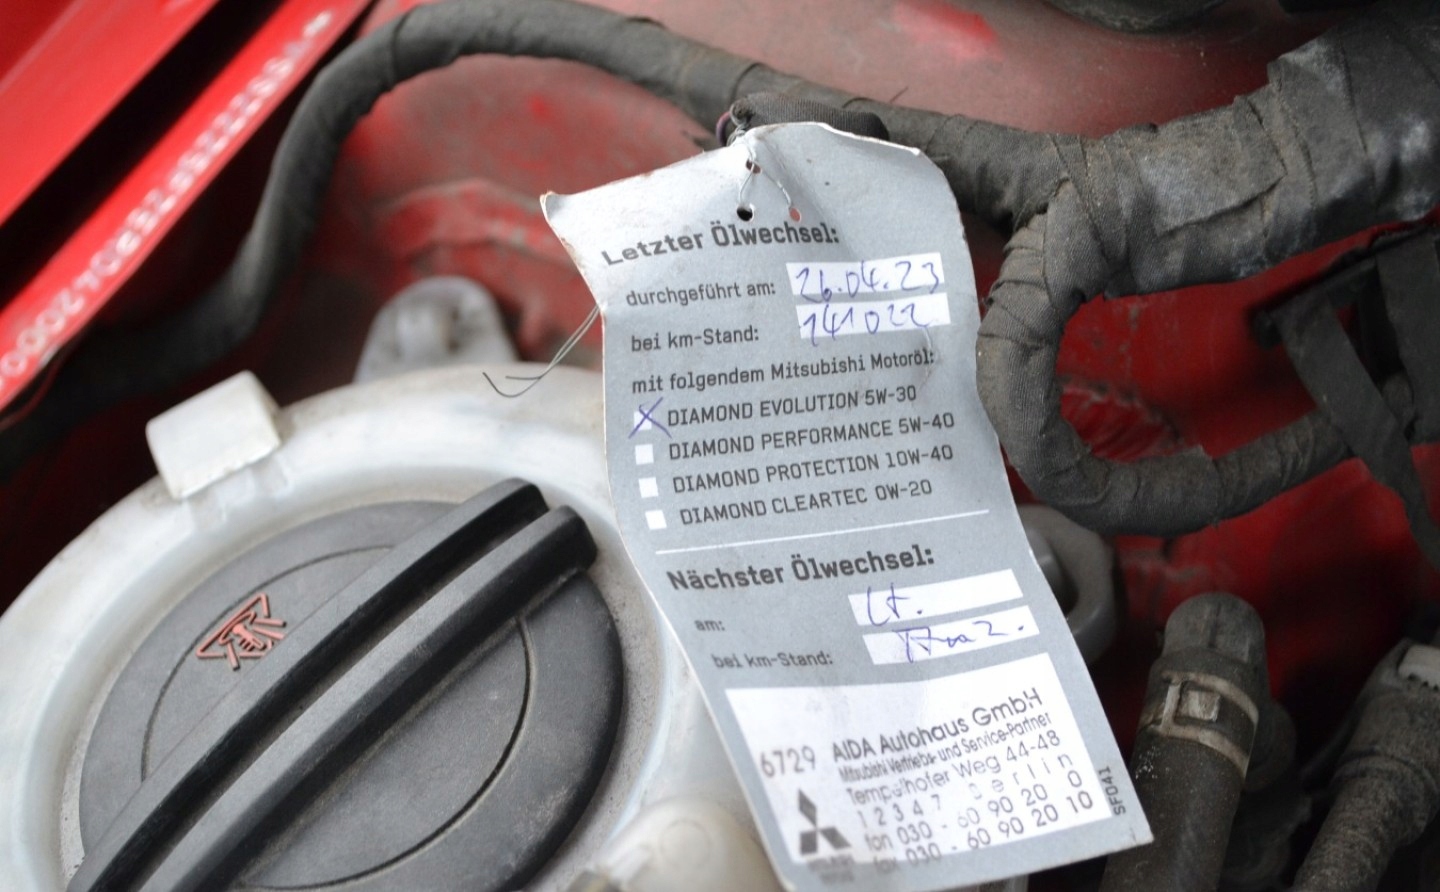 Letzter Ölwechsel:
durchgeführt am: 26.04.23
bei km-Stand: 141022
mit folgendem Mitsubishi Motoröl:
X DIAMOND EVOLUTION 5W-30
DIAMOND PERFORMANCE 5W-40
DIAMOND PROTECTION 10W-40
DIAMOND CLEARTEC 0W-20
Nächster Ölwechsel:
am: lt.
bei km-Stand:
6729 AIDA Autohaus GmbH
Mitsubishi Vertriebs- und Service-Partner
Tempelhofer Weg 44-48
12347 Berlin
fon 030 - 60 90 20 0
fax 030 - 60 90 20 10
SF041